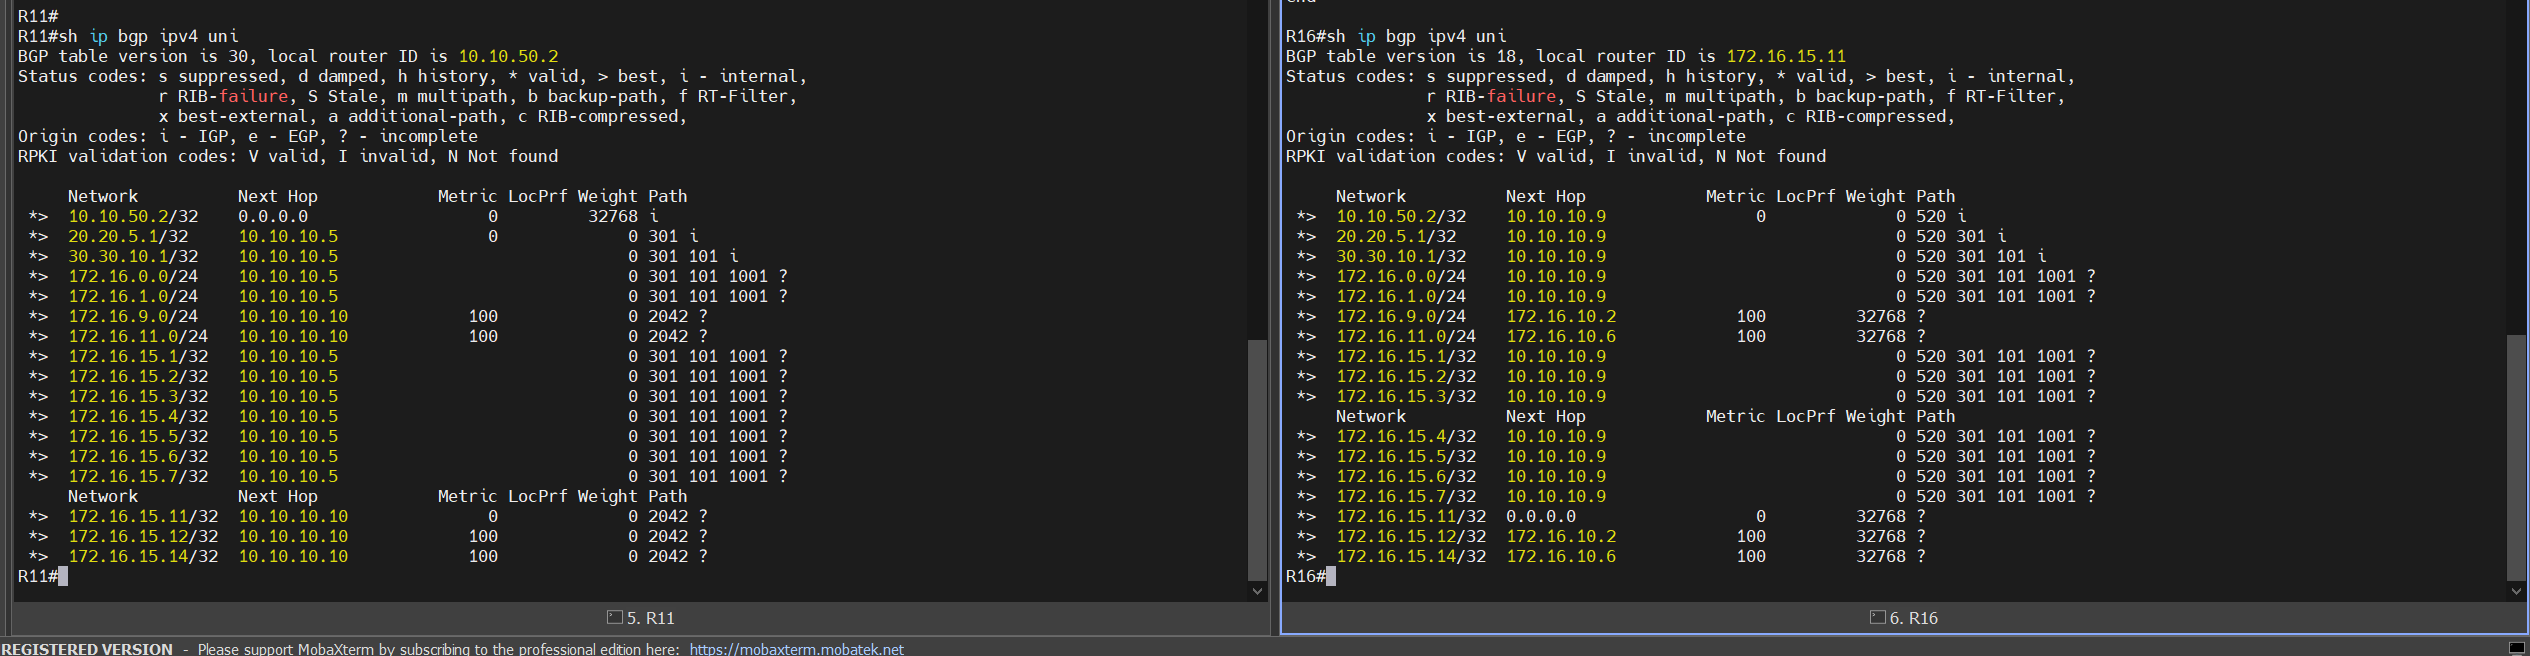 R11#
R11#sh ip bgp ipv4 uni
BGP table version is 30, local router ID is 10.10.50.2
Status codes: s suppressed, d damped, h history, * valid, > best, i - internal,
r RIB-failure, S Stale, m multipath, b backup-path, f RT-Filter,
x best-external, a additional-path, c RIB-compressed,
Origin codes: i - IGP, e - EGP, ? - incomplete
RPKI validation codes: V valid, I invalid, N Not found
Network Next Hop Metric LocPrf Weight Path
*> 10.10.50.2/32 0.0.0.0 0 32768 i
*> 20.20.5.1/32 10.10.10.5 0 0 301 i
*> 30.30.10.1/32 10.10.10.5 0 301 101 i
*> 172.16.0.0/24 10.10.10.5 0 301 101 1001 ?
*> 172.16.1.0/24 10.10.10.5 0 301 101 1001 ?
*> 172.16.9.0/24 10.10.10.10 100 0 2042 ?
*> 172.16.11.0/24 10.10.10.10 100 0 2042 ?
*> 172.16.15.1/32 10.10.10.5 0 301 101 1001 ?
*> 172.16.15.2/32 10.10.10.5 0 301 101 1001 ?
*> 172.16.15.3/32 10.10.10.5 0 301 101 1001 ?
*> 172.16.15.4/32 10.10.10.5 0 301 101 1001 ?
*> 172.16.15.5/32 10.10.10.5 0 301 101 1001 ?
*> 172.16.15.6/32 10.10.10.5 0 301 101 1001 ?
*> 172.16.15.7/32 10.10.10.5 0 301 101 1001 ?
Network Next Hop Metric LocPrf Weight Path
*> 172.16.15.11/32 10.10.10.10 0 0 2042 ?
*> 172.16.15.12/32 10.10.10.10 100 0 2042 ?
*> 172.16.15.14/32 10.10.10.10 100 0 2042 ?
R11#
5. R11
R16#sh ip bgp ipv4 uni
BGP table version is 18, local router ID is 172.16.15.11
Status codes: s suppressed, d damped, h history, * valid, > best, i - internal,
r RIB-failure, S Stale, m multipath, b backup-path, f RT-Filter,
x best-external, a additional-path, c RIB-compressed,
Origin codes: i - IGP, e - EGP, ? - incomplete
RPKI validation codes: V valid, I invalid, N Not found
Network Next Hop Metric LocPrf Weight Path
*> 10.10.50.2/32 10.10.10.9 0 0 520 i
*> 20.20.5.1/32 10.10.10.9 0 520 301 i
*> 30.30.10.1/32 10.10.10.9 0 520 301 101 i
*> 172.16.0.0/24 10.10.10.9 0 520 301 101 1001 ?
*> 172.16.1.0/24 10.10.10.9 0 520 301 101 1001 ?
*> 172.16.9.0/24 172.16.10.2 100 32768 ?
*> 172.16.11.0/24 172.16.10.6 100 32768 ?
*> 172.16.15.1/32 10.10.10.9 0 520 301 101 1001 ?
*> 172.16.15.2/32 10.10.10.9 0 520 301 101 1001 ?
*> 172.16.15.3/32 10.10.10.9 0 520 301 101 1001 ?
Network Next Hop Metric LocPrf Weight Path
*> 172.16.15.4/32 10.10.10.9 0 520 301 101 1001 ?
*> 172.16.15.5/32 10.10.10.9 0 520 301 101 1001 ?
*> 172.16.15.6/32 10.10.10.9 0 520 301 101 1001 ?
*> 172.16.15.7/32 10.10.10.9 0 520 301 101 1001 ?
*> 172.16.15.11/32 0.0.0.0 0 32768 ?
*> 172.16.15.12/32 172.16.10.2 100 32768 ?
*> 172.16.15.14/32 172.16.10.6 100 32768 ?
R16#
6. R16
REGISTERED VERSION - Please support MobaXterm by subscribing to the professional edition here: https://mobaxterm.mobatek.net